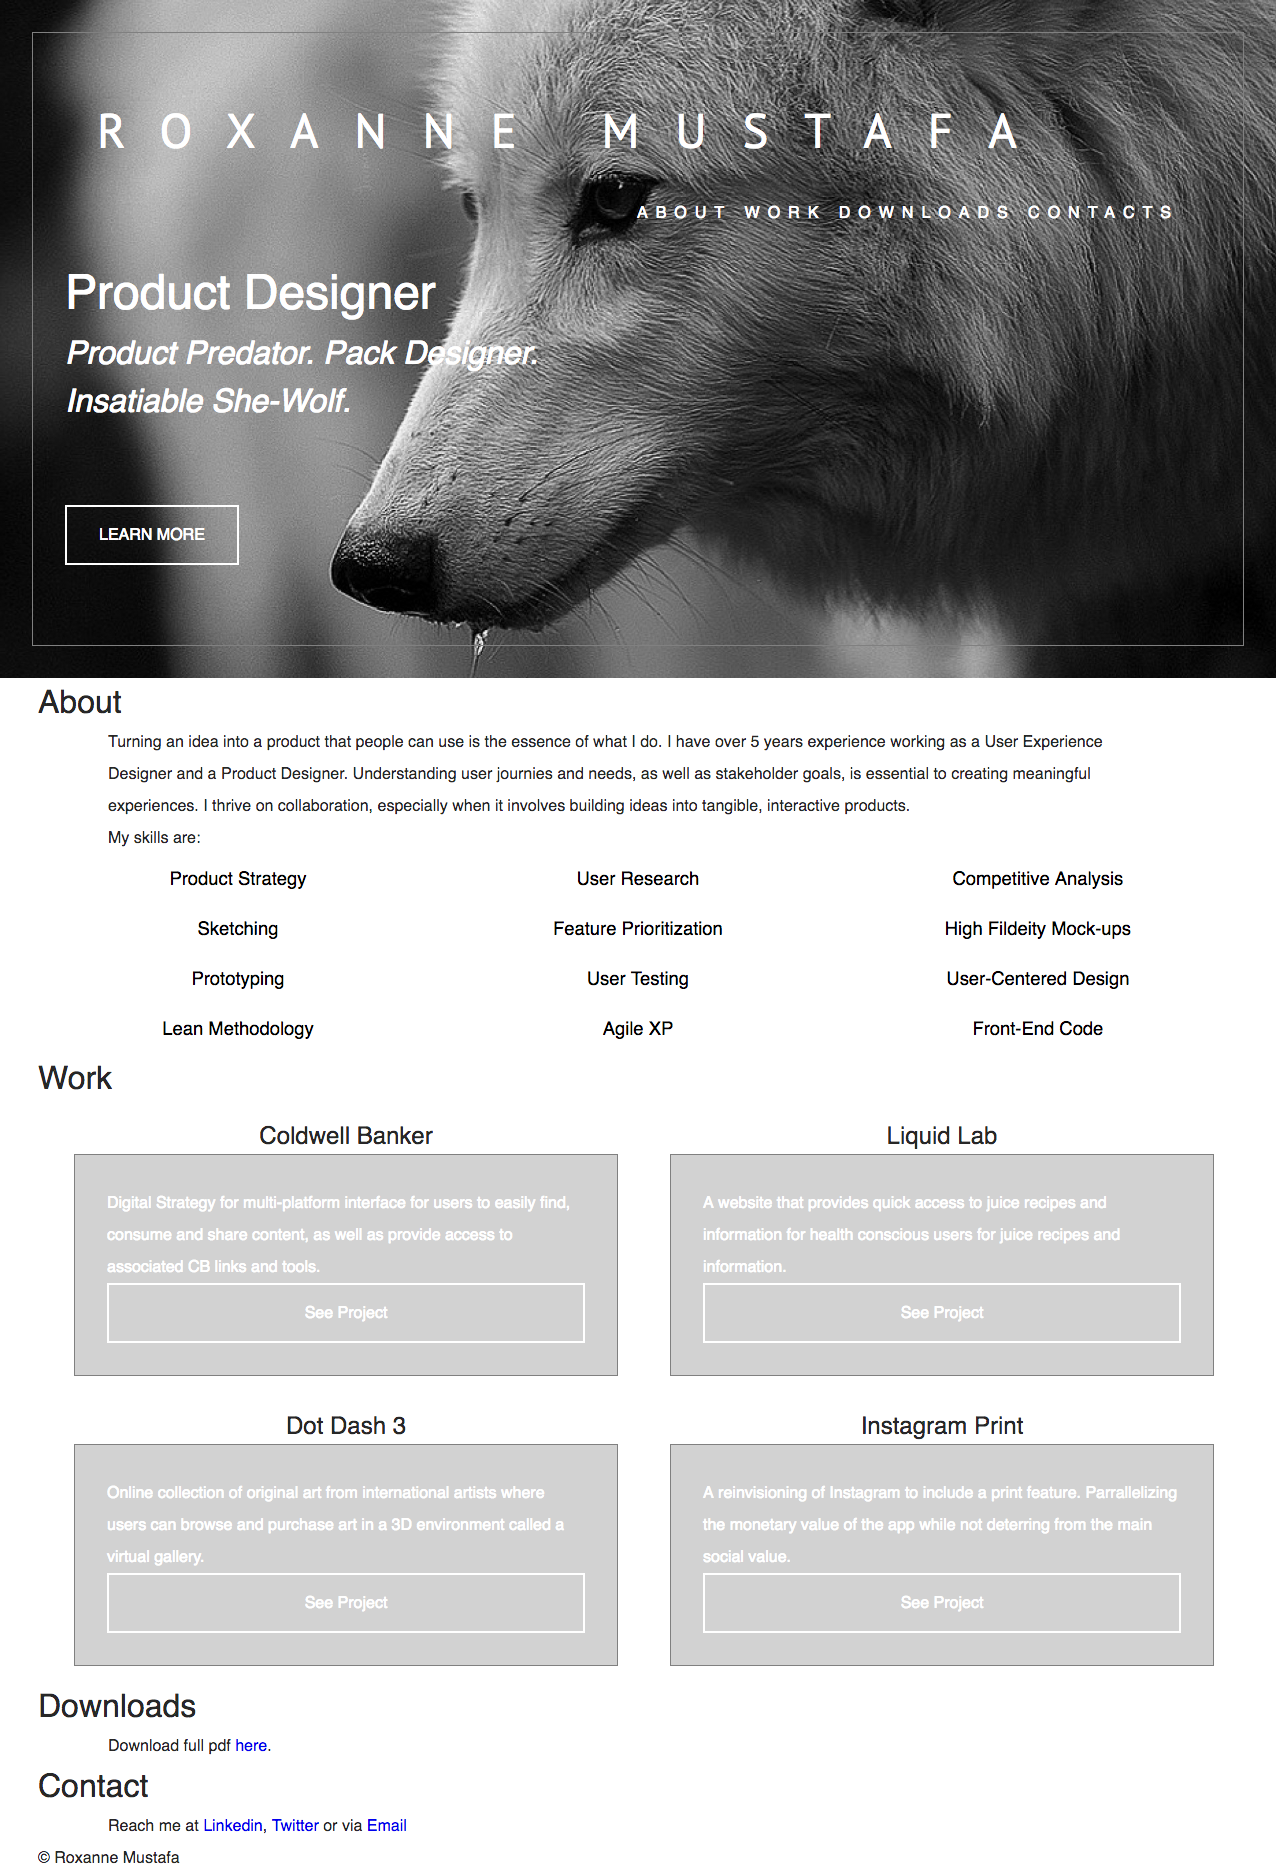 ROXANNE MUSTAFA
ABOUT WORK DOWNLOADS CONTACTS
Product Designer
Product Predator. Pack Designer.
Insatiable She-Wolf.
LEARN MORE
About
Turning an idea into a product that people can use is the essence of what I do. I have over 5 years experience working as a User Experience
Designer and a Product Designer. Understanding user journies and needs, as well as stakeholder goals, is essential to creating meaningful
experiences. I thrive on collaboration, especially when it involves building ideas into tangible, interactive products.
My skills are:
Product Strategy User Research Competitive Analysis
Sketching Feature Prioritization High Fildeity Mock-ups
Prototyping User Testing User-Centered Design
Lean Methodology Agile XP Front-End Code
Work
Coldwell Banker
Digital Strategy for multi-platform interface for users to easily find,
consume and share content, as well as provide access to
associated CB links and tools.
See Project
Liquid Lab
A website that provides quick access to juice recipes and
information for health conscious users for juice recipes and
information.
See Project
Dot Dash 3
Online collection of original art from international artists where
users can browse and purchase art in a 3D environment called a
virtual gallery.
See Project
Instagram Print
A reinvisioning of Instagram to include a print feature. Parrallelizing
the monetary value of the app while not deterring from the main
social value.
See Project
Downloads
Download full pdf here.
Contact
Reach me at Linkedin, Twitter or via Email
© Roxanne Mustafa